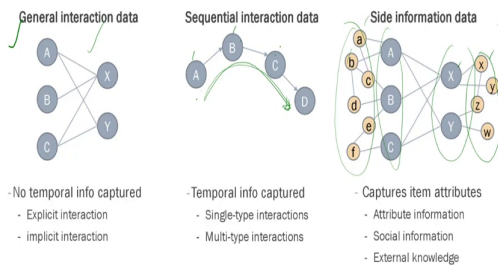 General interaction data
Sequential interaction data
Side information data
A
B
C
X
Y
A
B
C
D
a
b
c
d
e
f
A
B
C
X
Y
x
y
z
w
- No temporal info captured
- Explicit interaction
- implicit interaction
- Temporal info captured
- Single-type interactions
- Multi-type interactions
- Captures item attributes
- Attribute information
- Social information
- External knowledge